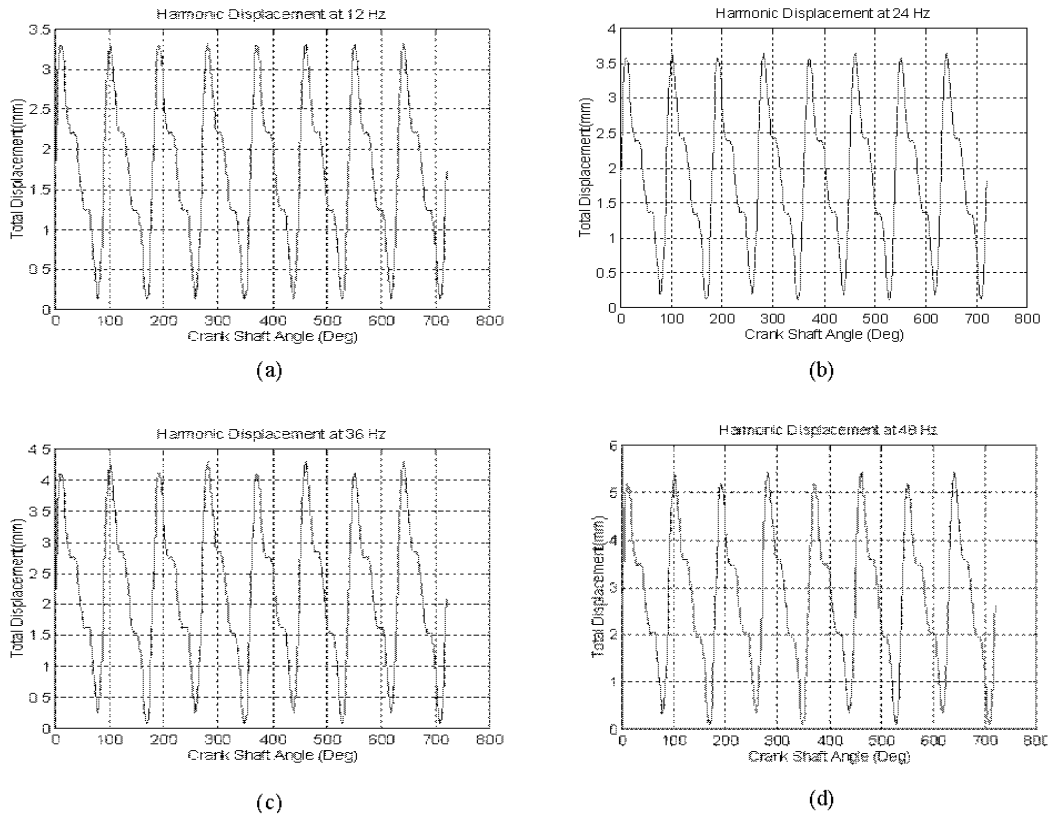 Harmonic Displacement at 12 Hz
Total Displacement(mm)
3.5
3
2.5
2
1.5
1
0.5
0
0 100 200 300 400 500 600 700 800
Crank Shaft Angle (Deg)
(a)
Harmonic Displacement at 24 Hz
Total Displacement(mm)
4
3.5
3
2.5
2
1.5
1
0.5
0
0 100 200 300 400 500 600 700 800
Crank Shaft Angle (Deg)
(b)
Harmonic Displacement at 36 Hz
Total Displacement(mm)
4.5
4
3.5
3
2.5
2
1.5
1
0.5
0
0 100 200 300 400 500 600 700 800
Crank Shaft Angle (Deg)
(c)
Harmonic Displacement at 48 Hz
Total Displacement(mm)
6
5
4
3
2
1
0
0 100 200 300 400 500 600 700 800
Crank Shaft Angle (Deg)
(d)